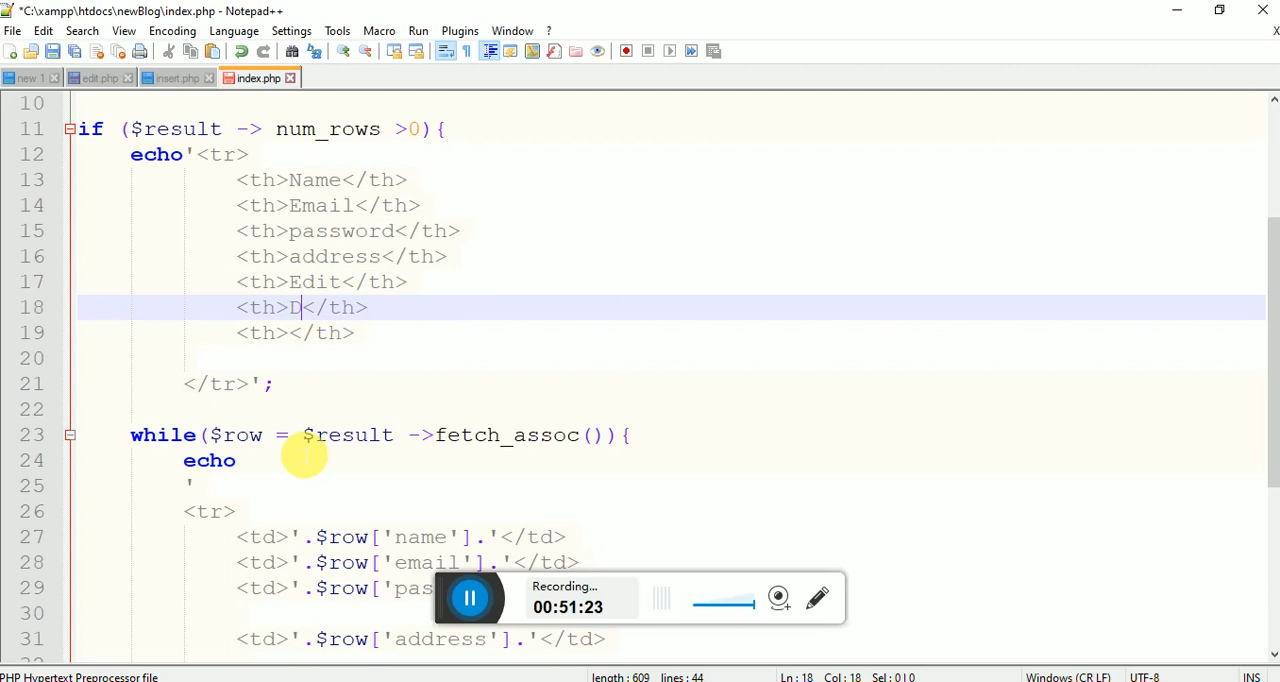 *C:\xampp\htdocs\newBlog\index.php - Notepad++
File Edit Search View Encoding Language Settings Tools Macro Run Plugins Window ? X
new 1 edit.php insert.php index.php
10
11 if ($result -> num_rows >0){
12 echo'<tr>
13 <th>Name</th>
14 <th>Email</th>
15 <th>password</th>
16 <th>address</th>
17 <th>Edit</th>
18 <th>D</th>
19 <th></th>
20
21 </tr>';
22
23 while($row = $result ->fetch_assoc()){
24 echo
25 '
26 <tr>
27 <td>'.$row['name'].'</td>
28 <td>'.$row['email'].'</td>
29 <td>'.$row['pas
Recording...
00:51:23
30
31 <td>'.$row['address'].'</td>
PHP Hypertext Preprocessor file length : 609 lines : 44 Ln : 18 Col : 18 Sel : 0 | 0 Windows (CR LF) UTF-8 INS